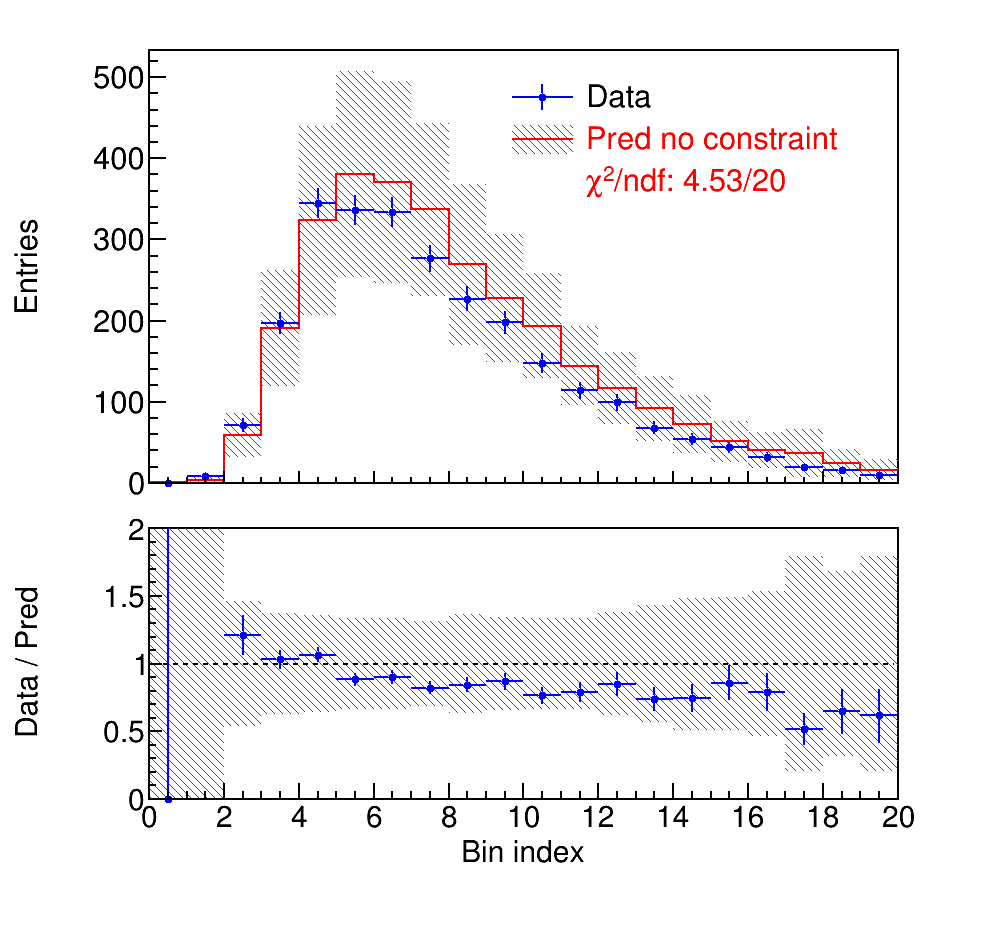 Entries
500
400
300
200
100
0
Data
Pred no constraint
χ²/ndf: 4.53/20
Data / Pred
2
1.5
1
0.5
0
0 2 4 6 8 10 12 14 16 18 20
Bin index